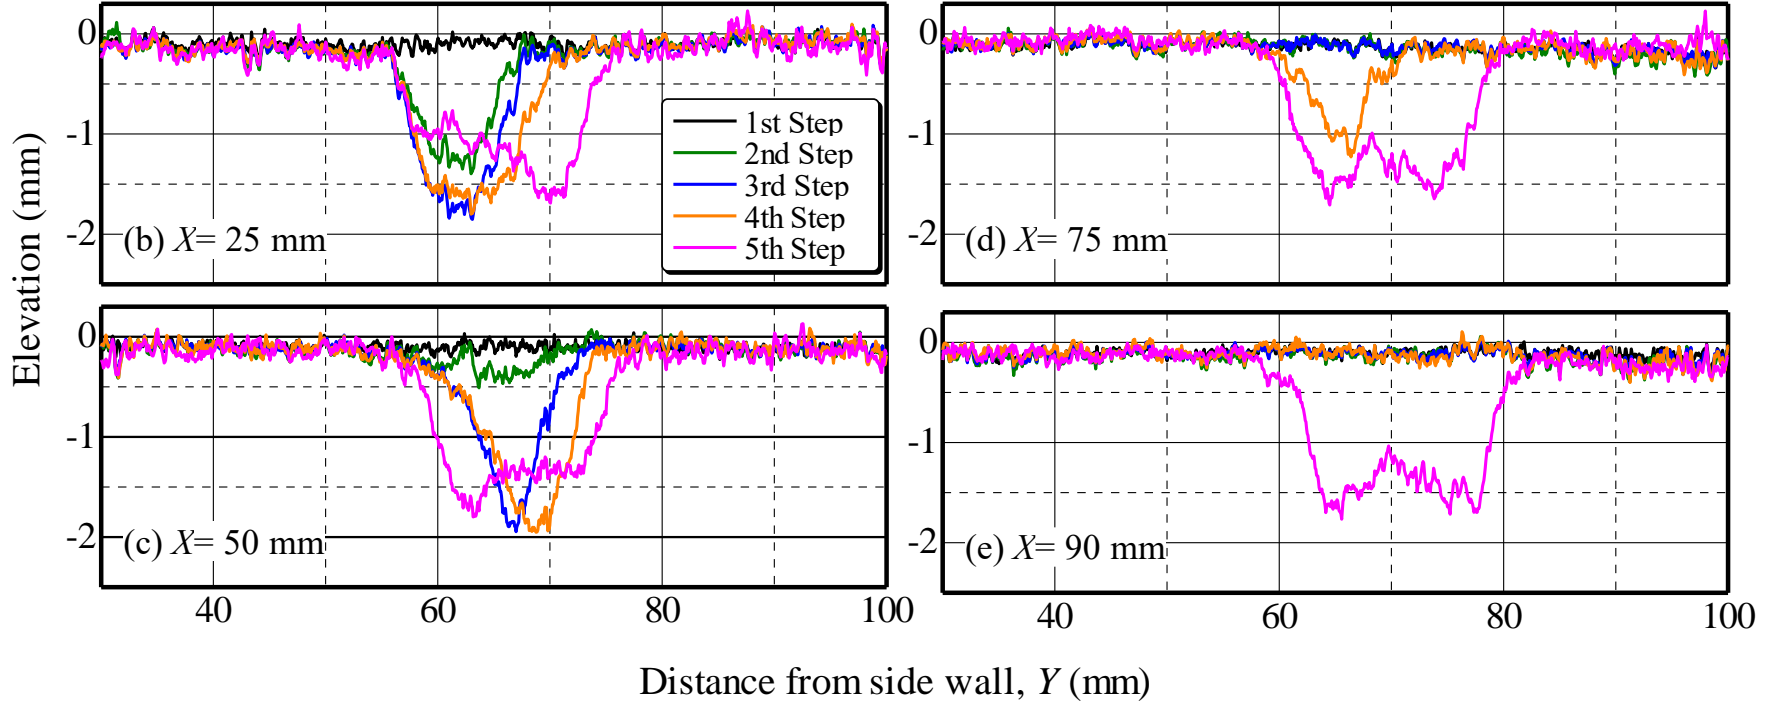 0
-1
-2
(b) X= 25 mm
1st Step
2nd Step
3rd Step
4th Step
5th Step
0
-1
-2
(d) X= 75 mm
Elevation (mm)
0
-1
-2
(c) X= 50 mm
40 60 80 100
0
-1
-2
(e) X= 90 mm
40 60 80 100
Distance from side wall, Y (mm)